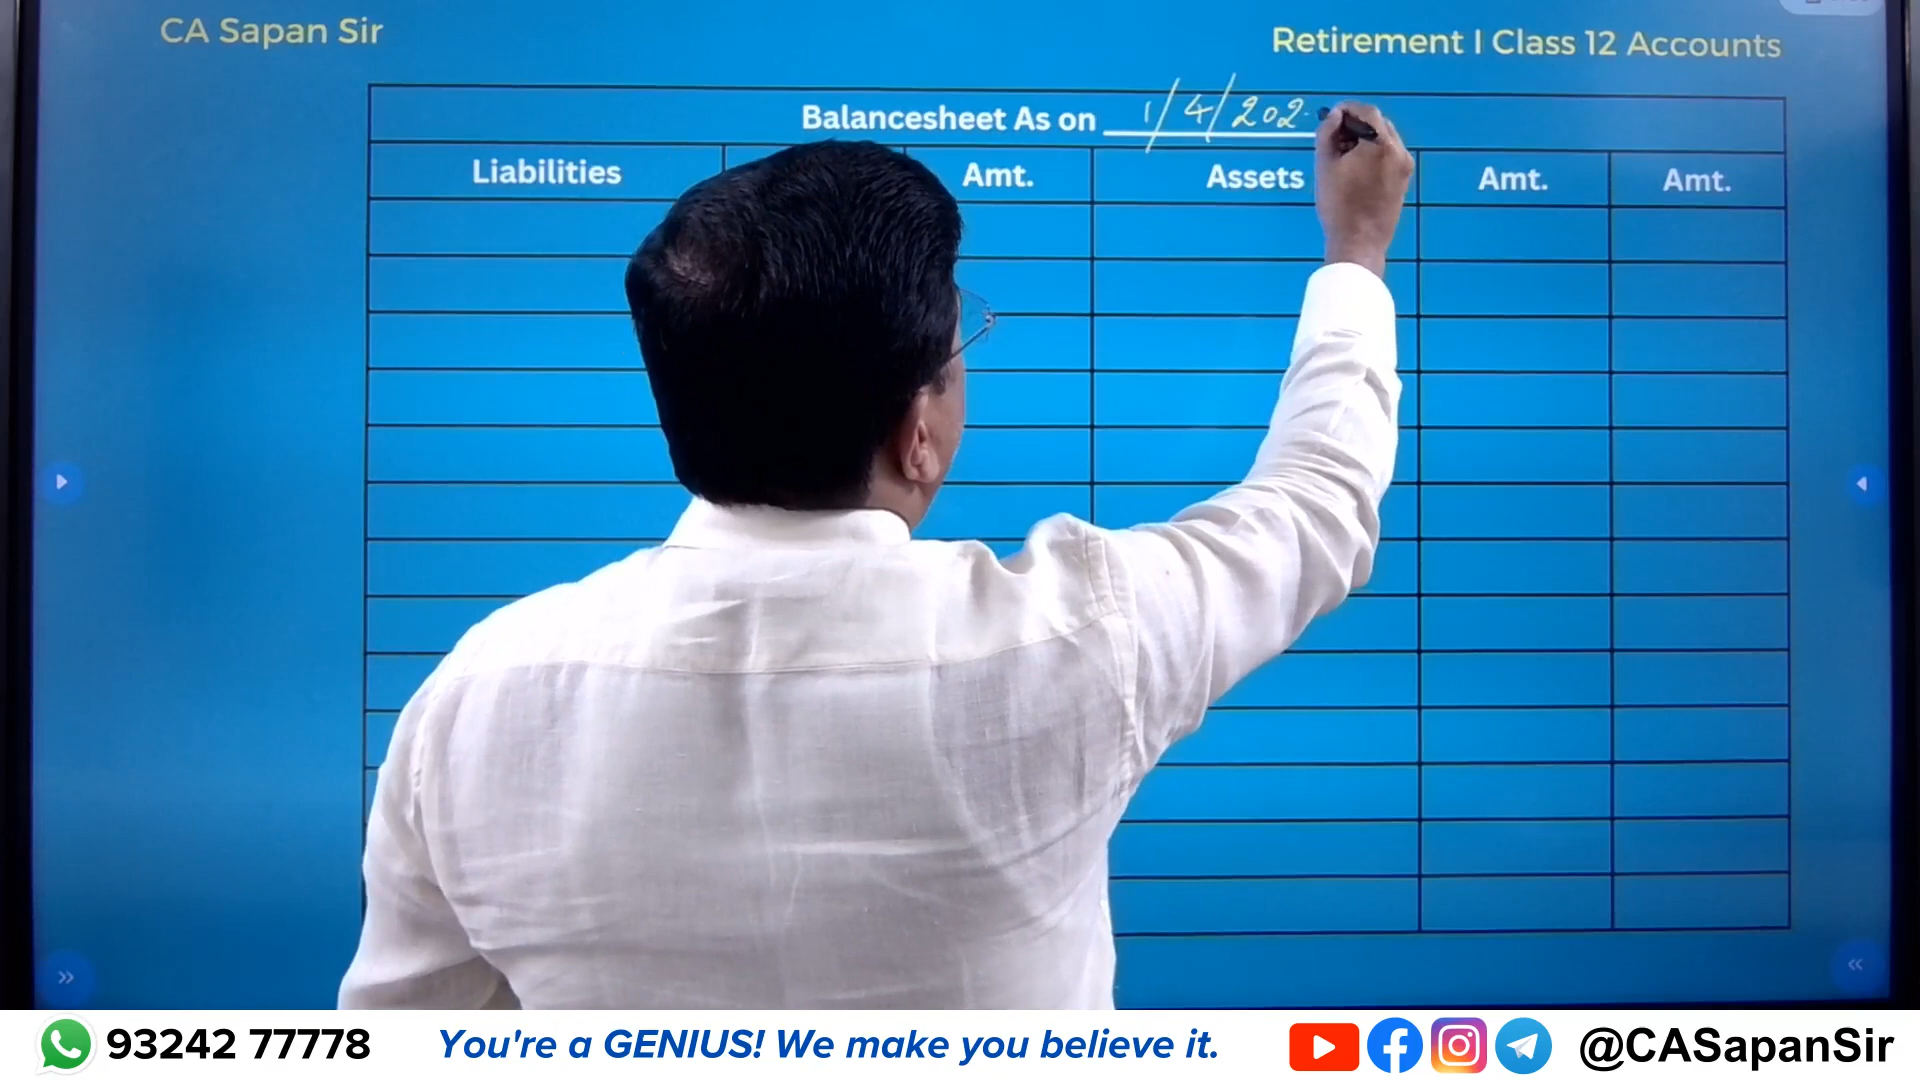 CA Sapan Sir
Retirement I Class 12 Accounts
Balancesheet As on 1/4/202
Liabilities Amt. Assets Amt. Amt.
93242 77778 You're a GENIUS! We make you believe it. @CASapanSir